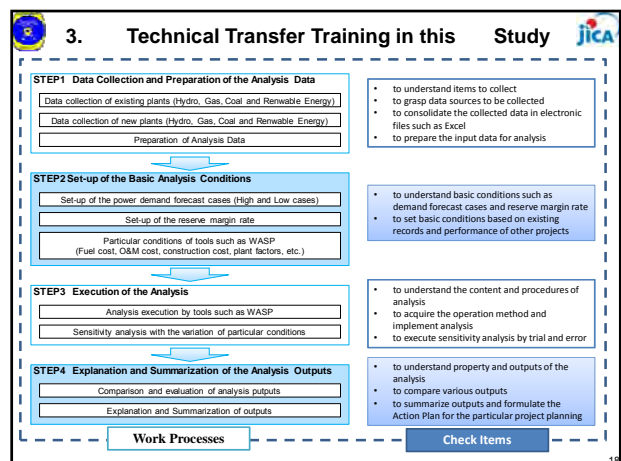 3. Technical Transfer Training in this Study
jica
STEP1 Data Collection and Preparation of the Analysis Data
Data collection of existing plants (Hydro, Gas, Coal and Renwable Energy)
Data collection of new plants (Hydro, Gas, Coal and Renwable Energy)
Preparation of Analysis Data
• to understand items to collect
• to grasp data sources to be collected
• to consolidate the collected data in electronic
files such as Excel
• to prepare the input data for analysis
STEP2 Set-up of the Basic Analysis Conditions
Set-up of the power demand forecast cases (High and Low cases)
Set-up of the reserve margin rate
Particular conditions of tools such as WASP
(Fuel cost, O&M cost, construction cost, plant factors, etc.)
• to understand basic conditions such as
demand forecast cases and reserve margin rate
• to set basic conditions based on existing
records and performance of other projects
STEP3 Execution of the Analysis
Analysis execution by tools such as WASP
Sensitivity analysis with the variation of particular conditions
• to understand the content and procedures of
analysis
• to acquire the operation method and
implement analysis
• to execute sensitivity analysis by trial and error
STEP4 Explanation and Summarization of the Analysis Outputs
Comparison and evaluation of analysis putputs
Explanation and Summarization of outputs
• to understand property and outputs of the
analysis
• to compare various outputs
• to summarize outputs and formulate the
Action Plan for the particular project planning
Work Processes
Check Items
18